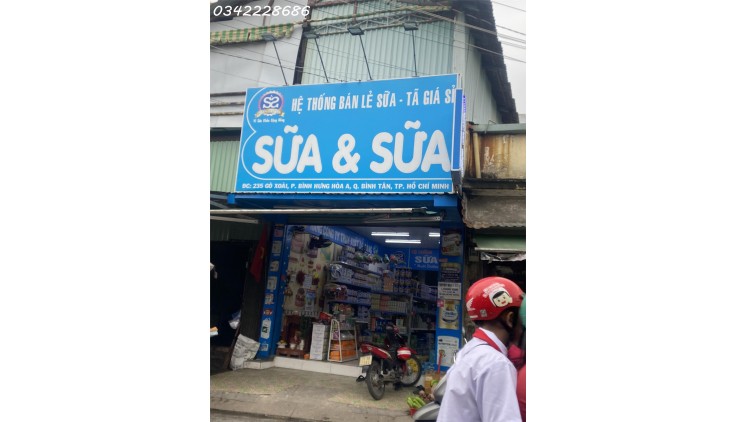 0342228686
HỆ THỐNG BÁN LẺ SỮA - TÃ GIÁ SỈ
SỮA & SỮA
ĐC: 235 GÒ XOÀI, P. BÌNH HƯNG HÒA A, Q. BÌNH TÂN, TP. HỒ CHÍ MINH
SỮA